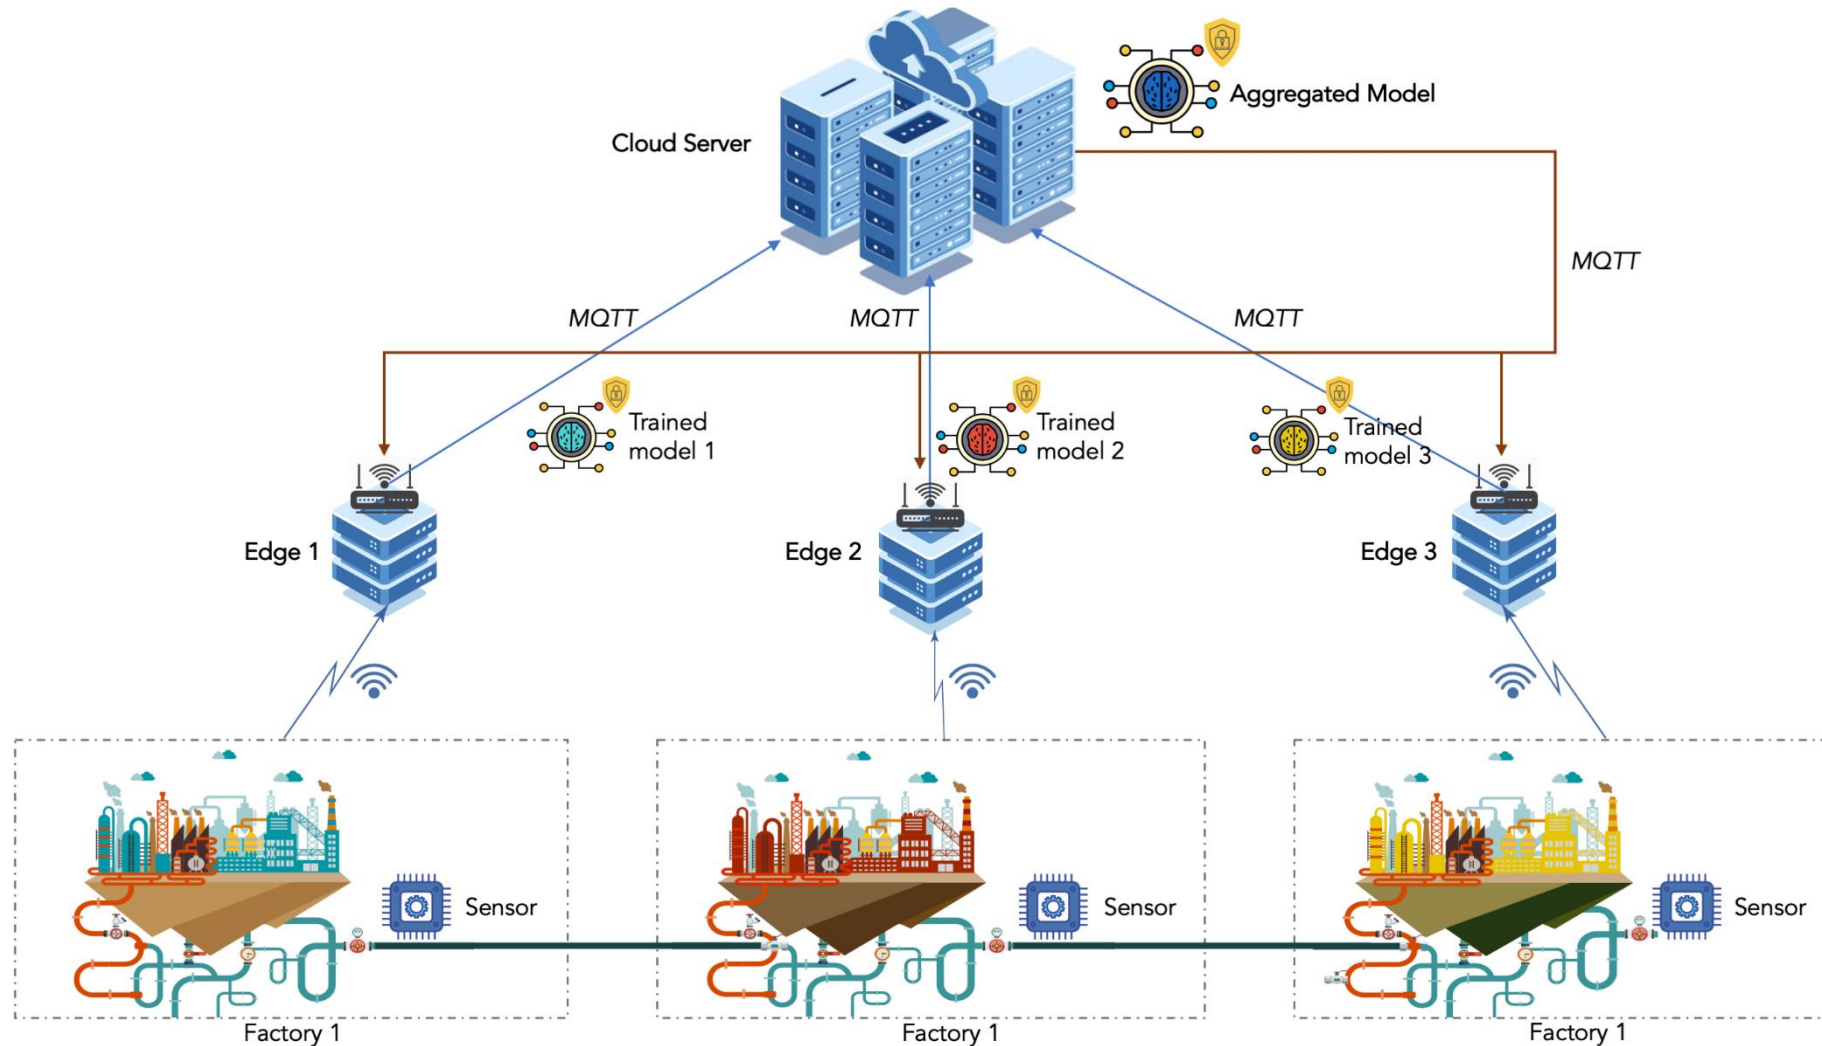 Aggregated Model
Cloud Server
MQTT
MQTT
MQTT
MQTT
Trained
model 1
Trained
model 2
Trained
model 3
Edge 1
Edge 2
Edge 3
Sensor
Sensor
Sensor
Factory 1
Factory 1
Factory 1